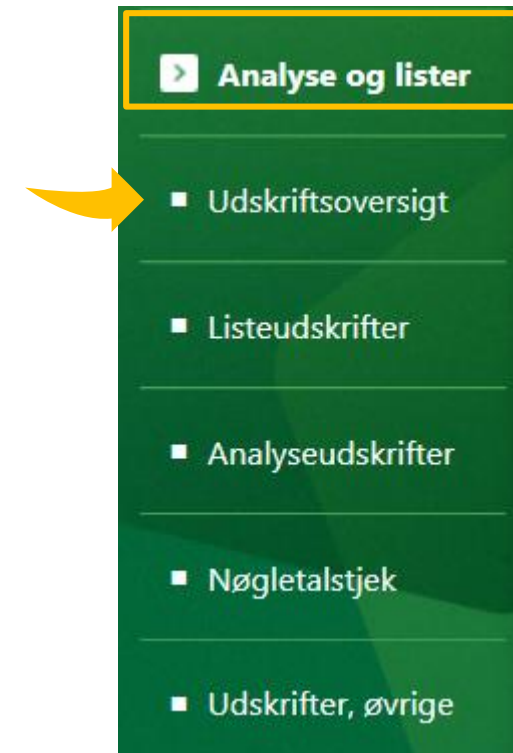 Analyse og lister
Udskriftsoversigt
Listeudskrifter
Analyseudskrifter
Nøgletalstjek
Udskrifter, øvrige